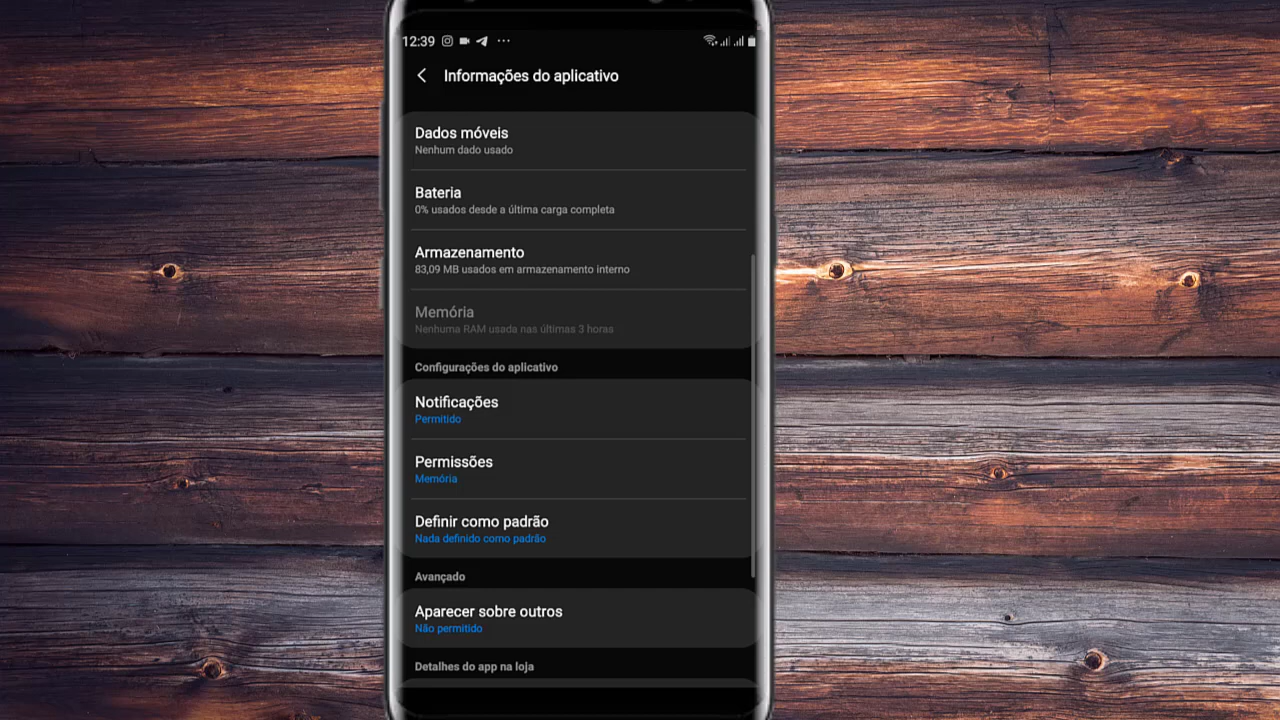 12:39
Informações do aplicativo
Dados móveis
Nenhum dado usado
Bateria
0% usados desde a última carga completa
Armazenamento
83,09 MB usados em armazenamento interno
Memória
Nenhuma RAM usada nas últimas 3 horas
Configurações do aplicativo
Notificações
Permitido
Permissões
Memória
Definir como padrão
Nada definido como padrão
Avançado
Aparecer sobre outros
Não permitido
Detalhes do app na loja